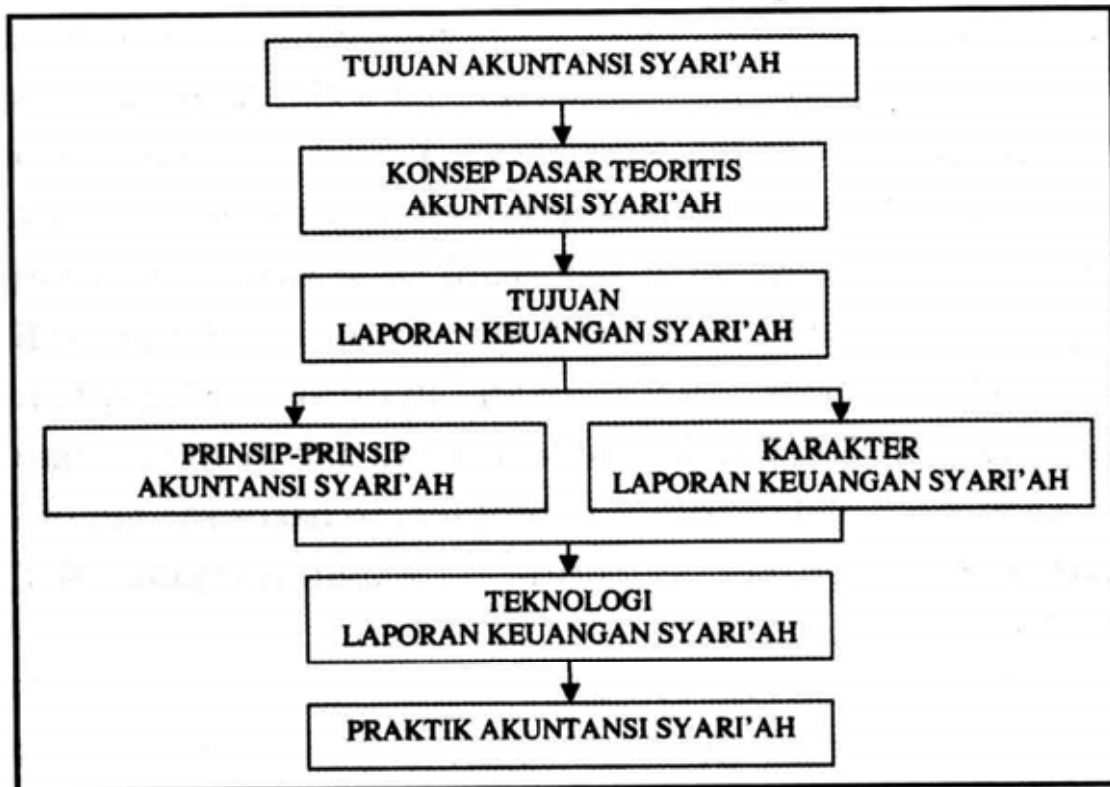 TUJUAN AKUNTANSI SYARI'AH
KONSEP DASAR TEORITIS
AKUNTANSI SYARI'AH
TUJUAN
LAPORAN KEUANGAN SYARI'AH
PRINSIP-PRINSIP
AKUNTANSI SYARI'AH
KARAKTER
LAPORAN KEUANGAN SYARI'AH
TEKNOLOGI
LAPORAN KEUANGAN SYARI'AH
PRAKTIK AKUNTANSI SYARI'AH